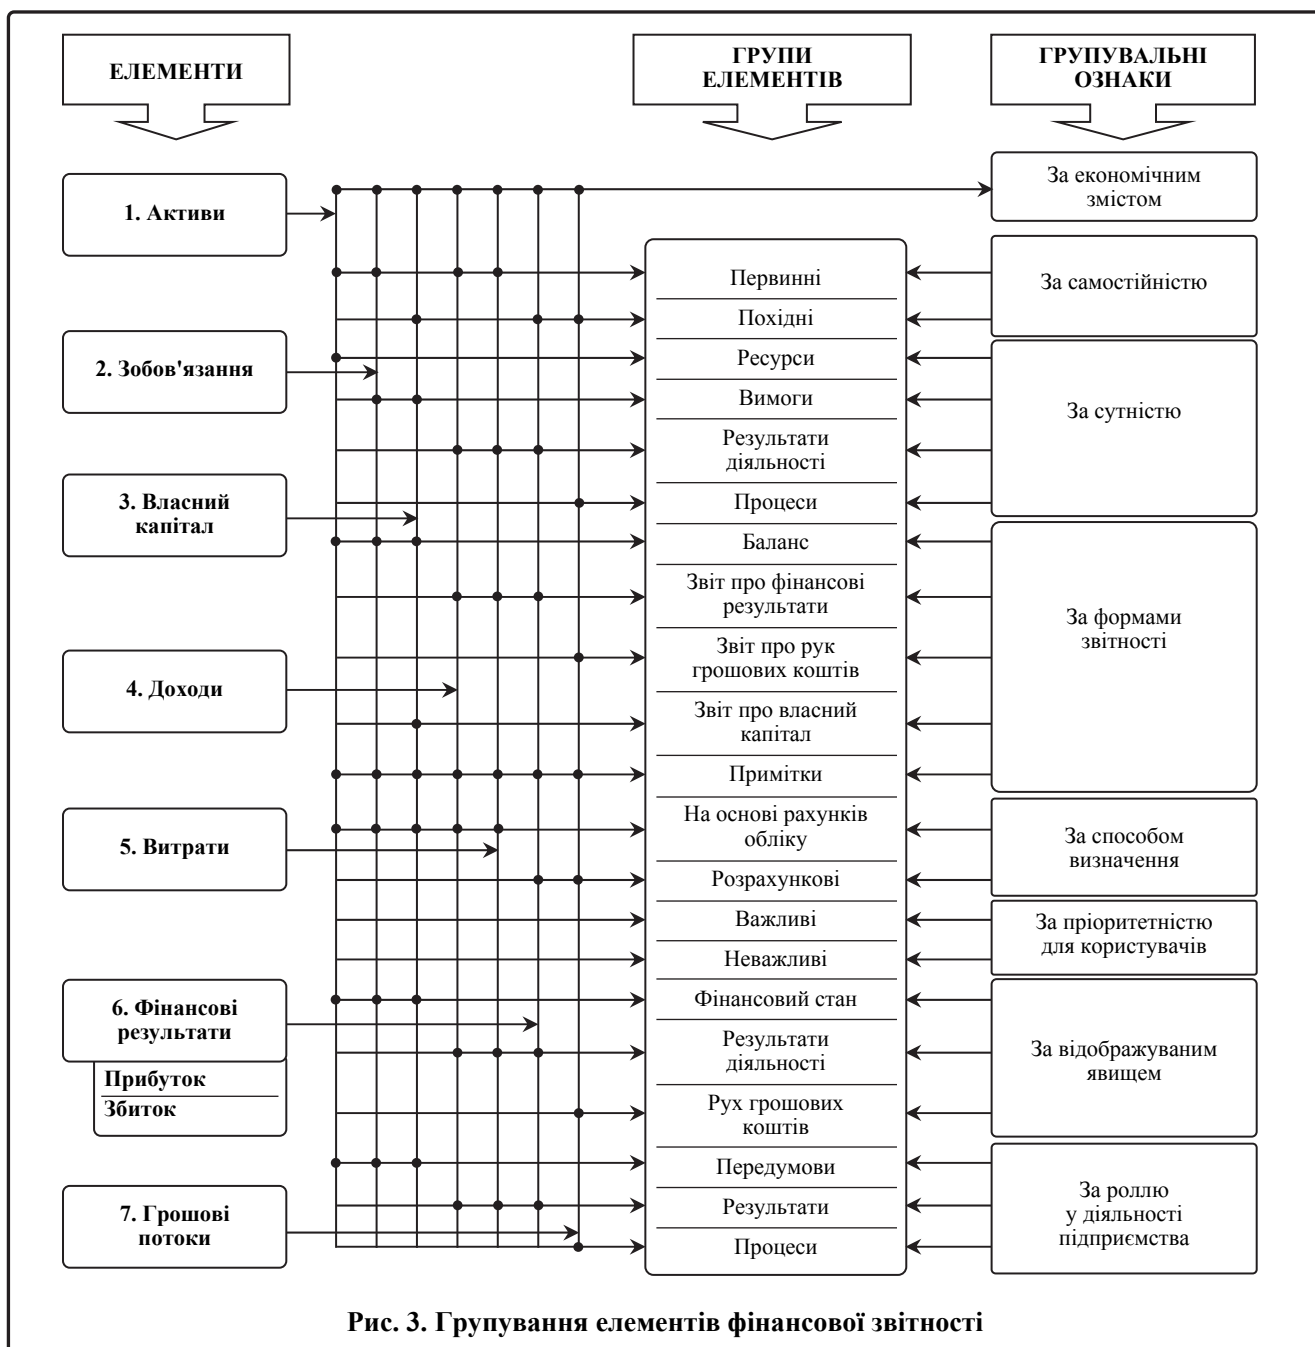 ЕЛЕМЕНТИ
1. Активи
2. Зобов'язання
3. Власний
капітал
4. Доходи
5. Витрати
6. Фінансові
результати
Прибуток
Збиток
7. Грошові
потоки
ГРУПИ
ЕЛЕМЕНТІВ
Первинні
Похідні
Ресурси
Вимоги
Результати
діяльності
Процеси
Баланс
Звіт про фінансові
результати
Звіт про рук
грошових коштів
Звіт про власний
капітал
Примітки
На основі рахунків
обліку
Розрахункові
Важливі
Неважливі
Фінансовий стан
Результати
діяльності
Рух грошових
коштів
Передумови
Результати
Процеси
ГРУПУВАЛЬНІ
ОЗНАКИ
За економічним
змістом
За самостійністю
За сутністю
За формами
звітності
За способом
визначення
За пріоритетністю
для користувачів
За відображуваним
явищем
За роллю
у діяльності
підприємства
Рис. 3. Групування елементів фінансової звітності